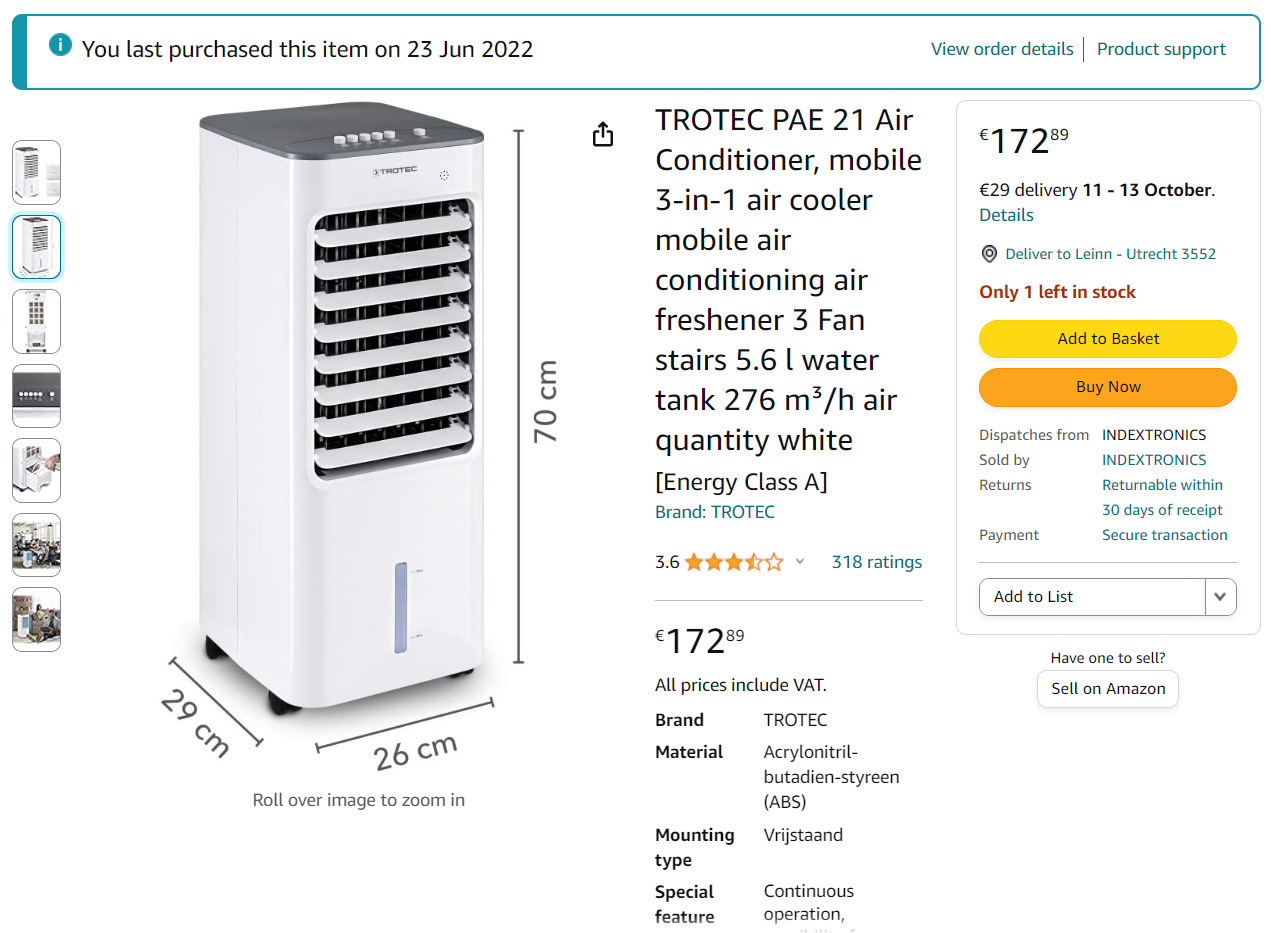 You last purchased this item on 23 Jun 2022
View order details
Product support
TROTEC
70 cm
29 cm
26 cm
Roll over image to zoom in
TROTEC PAE 21 Air
Conditioner, mobile
3-in-1 air cooler
mobile air
conditioning air
freshener 3 Fan
stairs 5.6 l water
tank 276 m³/h air
quantity white
[Energy Class A]
Brand: TROTEC
3.6
318 ratings
€172⁸⁹
All prices include VAT.
Brand TROTEC
Material Acrylonitril-
butadien-styreen
(ABS)
Mounting Vrijstaand
type
Special Continuous
feature operation,
€172⁸⁹
€29 delivery 11 - 13 October.
Details
Deliver to Leinn - Utrecht 3552
Only 1 left in stock
Add to Basket
Buy Now
Dispatches from INDEXTRONICS
Sold by INDEXTRONICS
Returns Returnable within
30 days of receipt
Payment Secure transaction
Add to List
Have one to sell?
Sell on Amazon